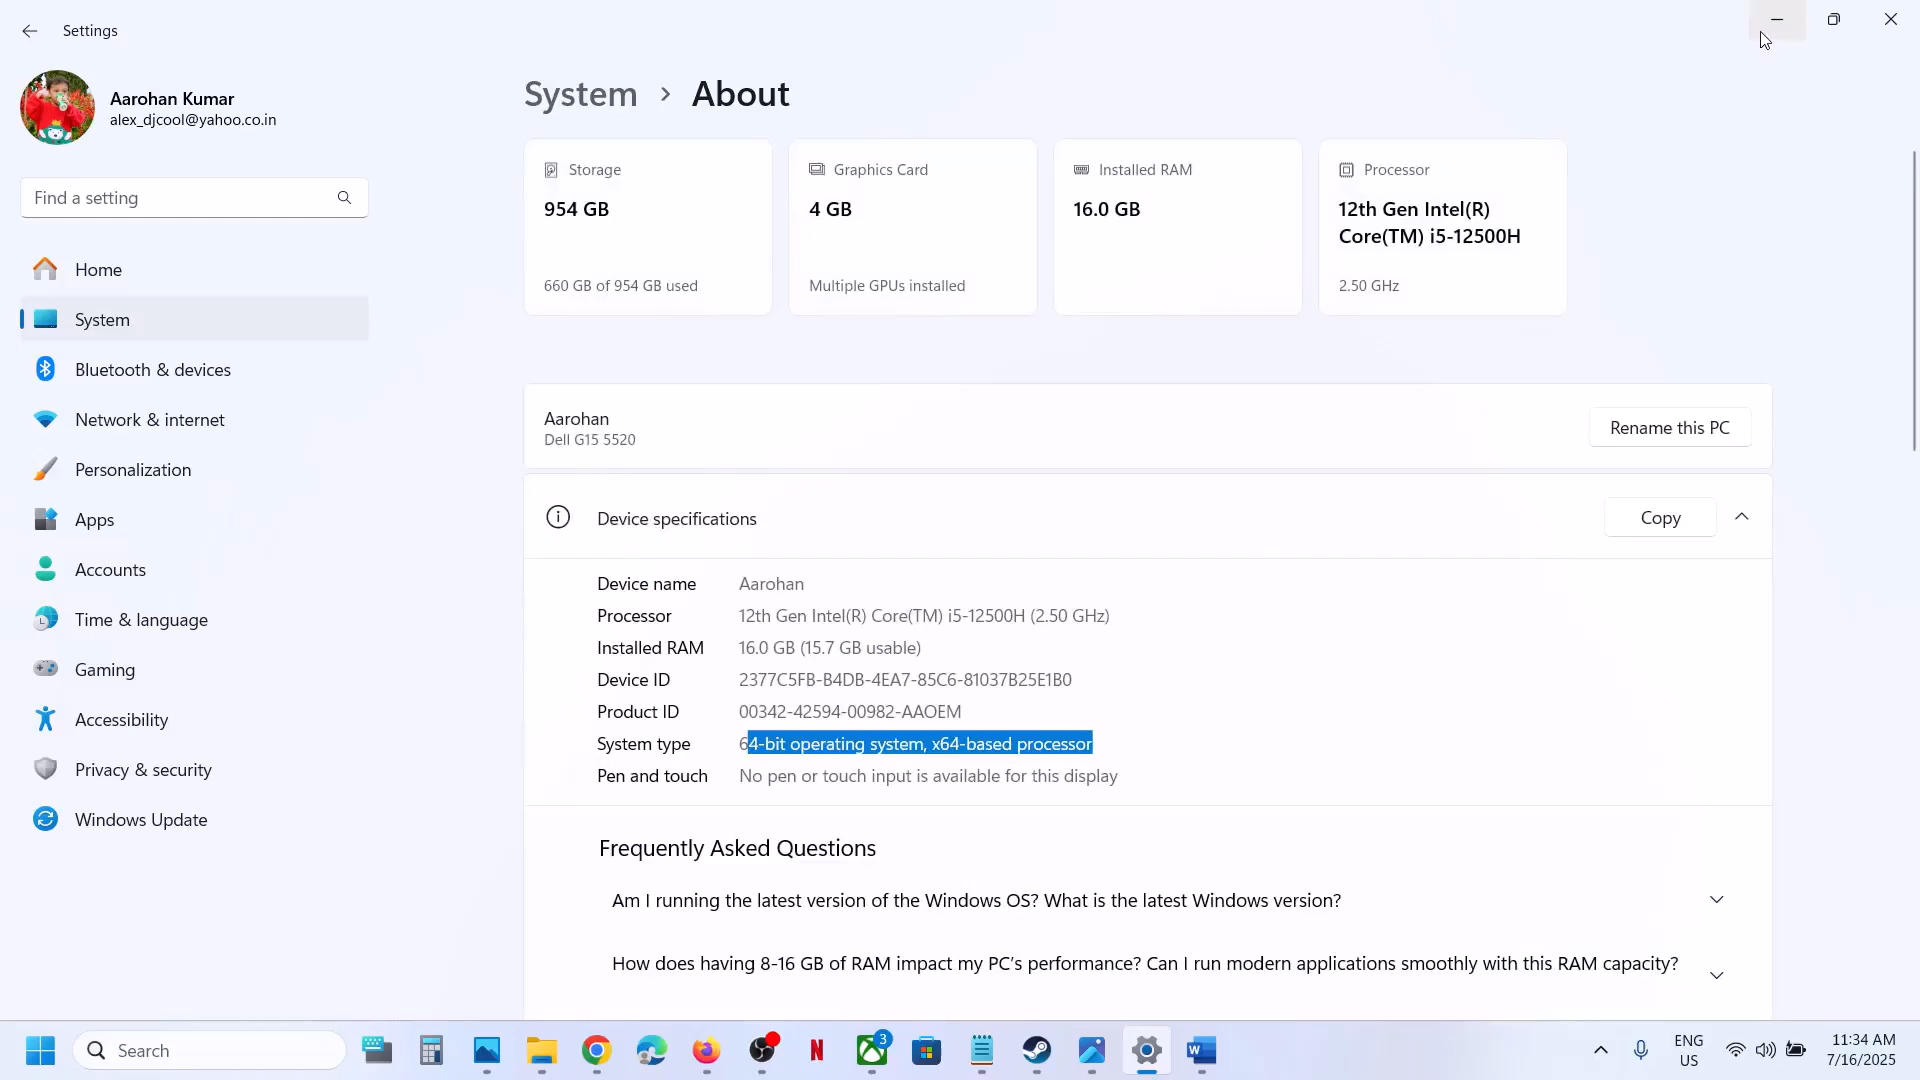 Settings
Aarohan Kumar
alex_djcool@yahoo.co.in
Find a setting
Home
System
Bluetooth & devices
Network & internet
Personalization
Apps
Accounts
Time & language
Gaming
Accessibility
Privacy & security
Windows Update
System > About
Storage
954 GB
660 GB of 954 GB used
Graphics Card
4 GB
Multiple GPUs installed
Installed RAM
16.0 GB
Processor
12th Gen Intel(R)
Core(TM) i5-12500H
2.50 GHz
Aarohan
Dell G15 5520
Rename this PC
Device specifications
Copy
Device name Aarohan
Processor 12th Gen Intel(R) Core(TM) i5-12500H (2.50 GHz)
Installed RAM 16.0 GB (15.7 GB usable)
Device ID 2377C5FB-B4DB-4EA7-85C6-81037B25E1B0
Product ID 00342-42594-00982-AAOEM
System type 64-bit operating system, x64-based processor
Pen and touch No pen or touch input is available for this display
Frequently Asked Questions
Am I running the latest version of the Windows OS? What is the latest Windows version?
How does having 8-16 GB of RAM impact my PC's performance? Can I run modern applications smoothly with this RAM capacity?
Search
3
ENG
US
11:34 AM
7/16/2025